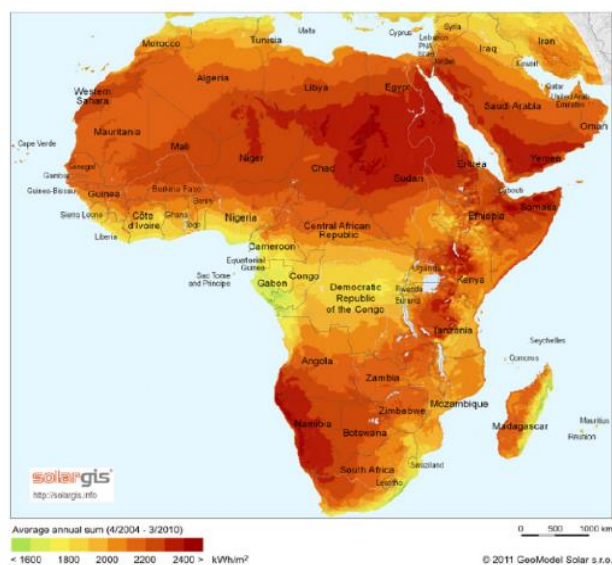 Malta
Cyprus
Syria
Lebanon
PNA
Israel
Jordan
Iraq
Iran
Kuwait
Qatar
United Arab
Emirates
Morocco
Tunisia
Algeria
Libya
Egypt
Western
Sahara
Saudi Arabia
Oman
Mauritania
Mali
Niger
Chad
Sudan
Eritrea
Yemen
Cape Verde
Senegal
Gambia
Guinea-Bissau
Guinea
Burkina Faso
Benin
Djibouti
Somalia
Sierra Leone
Côte
d'Ivoire
Ghana
Togo
Nigeria
Central African
Republic
Ethiopia
Liberia
Cameroon
Equatorial
Guinea
Sao Tome
and Principe
Gabon
Congo
Democratic
Republic
of the Congo
Uganda
Rwanda
Burundi
Kenya
Tanzania
Seychelles
Comoros
Angola
Zambia
Mozambique
Zimbabwe
Madagascar
Mauritius
Reunion
Namibia
Botswana
Swaziland
South Africa
Lesotho
solargis
http://solargis.info
Average annual sum (4/2004 - 3/2010)
0 500 1000 km
< 1600 1800 2000 2200 2400 > kWh/m²
© 2011 GeoModel Solar s.r.o.